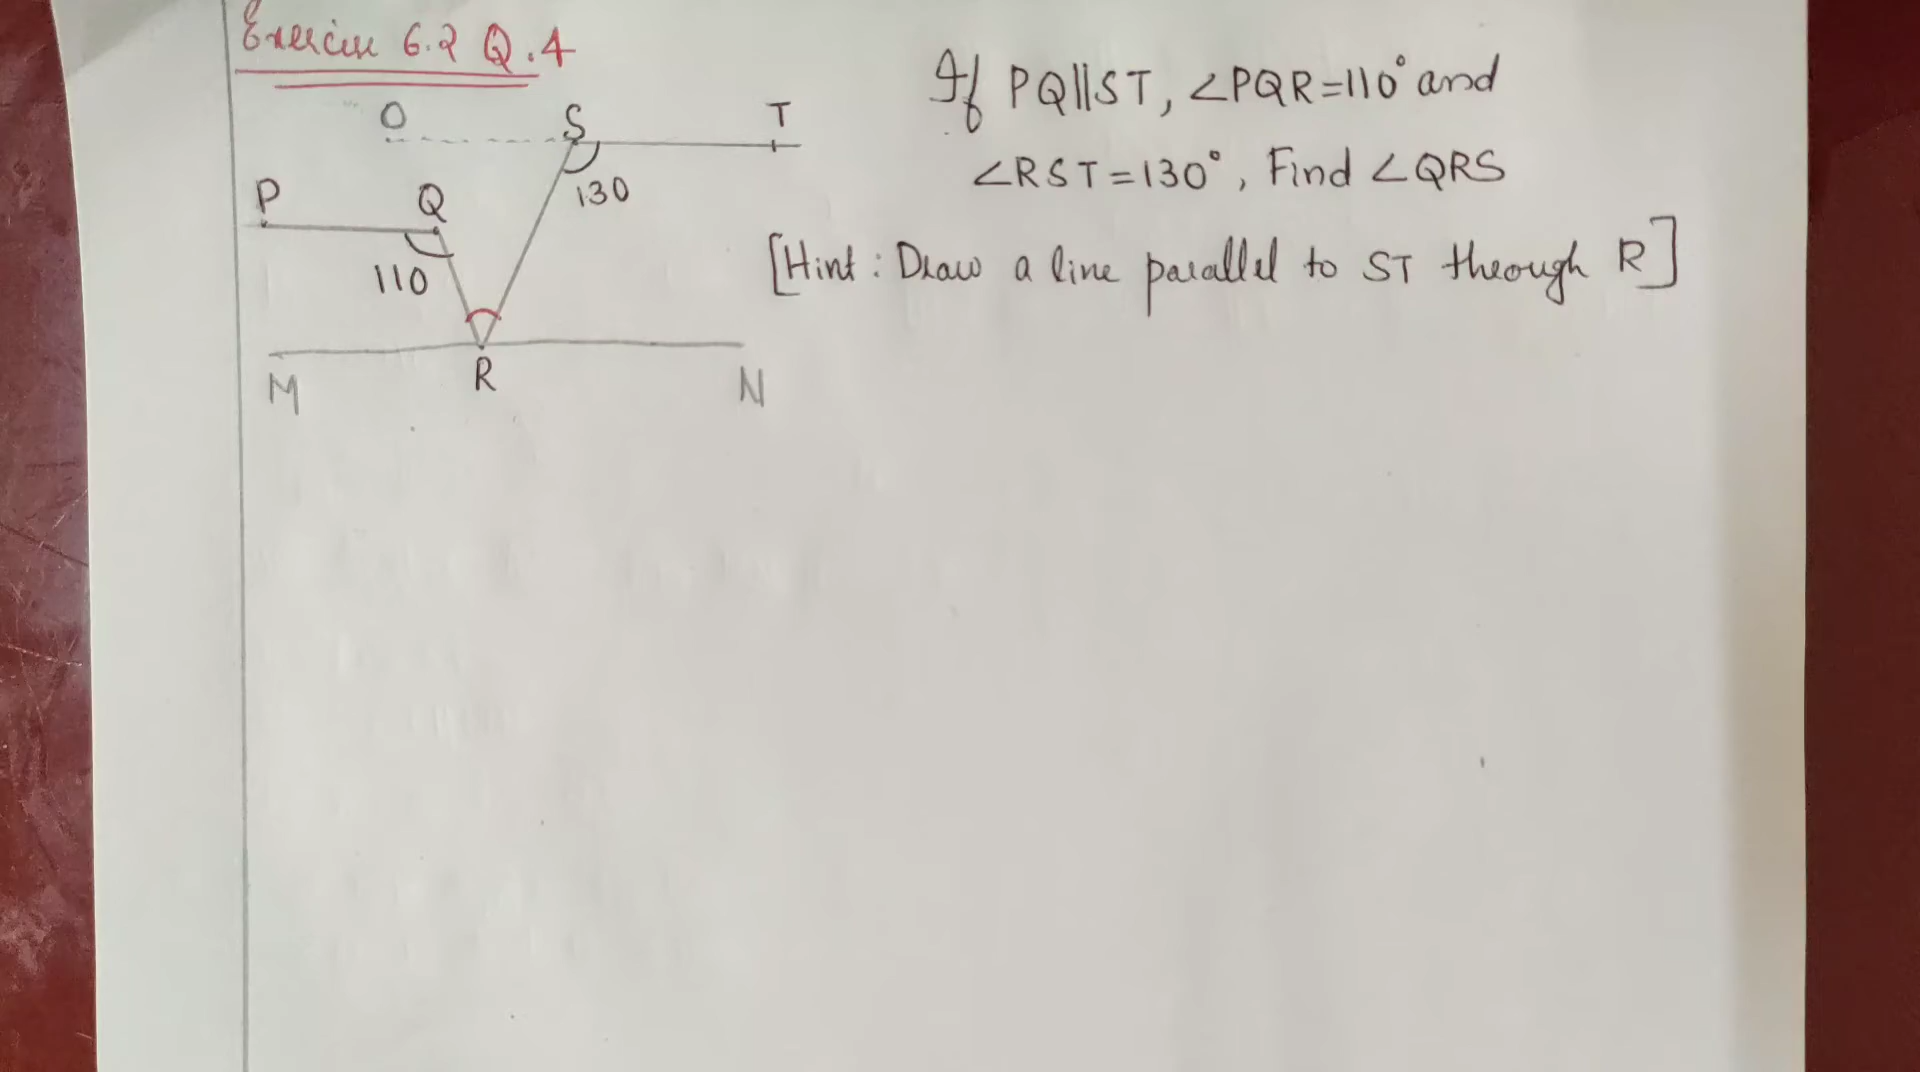 Exercise 6.2 Q.4
If PQ||ST, ∠PQR=110° and
∠RST=130°, Find ∠QRS
[Hint: Draw a line parallel to ST through R]
O
S
T
130
P
Q
110
R
M
N